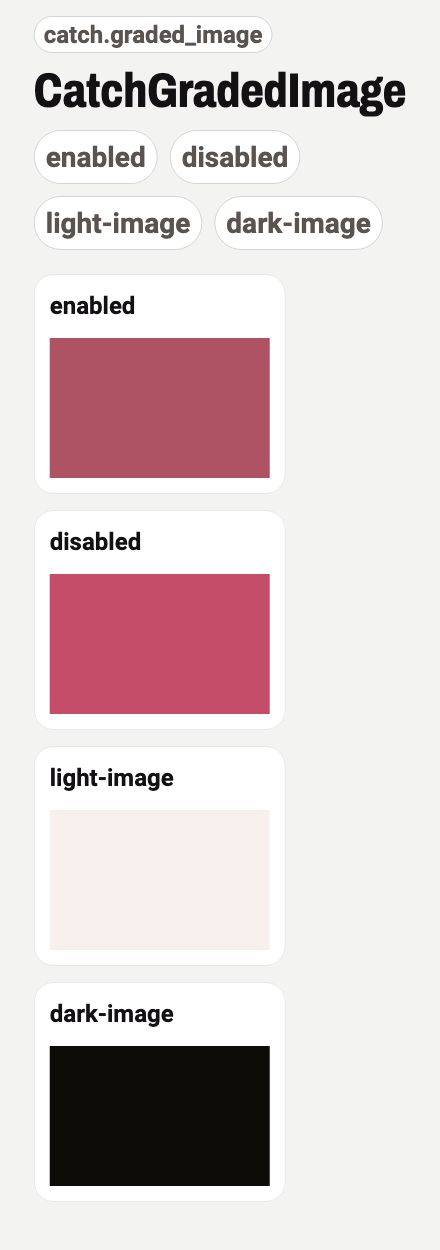 catch.graded_image
CatchGradedImage
enabled disabled
light-image dark-image
enabled
disabled
light-image
dark-image